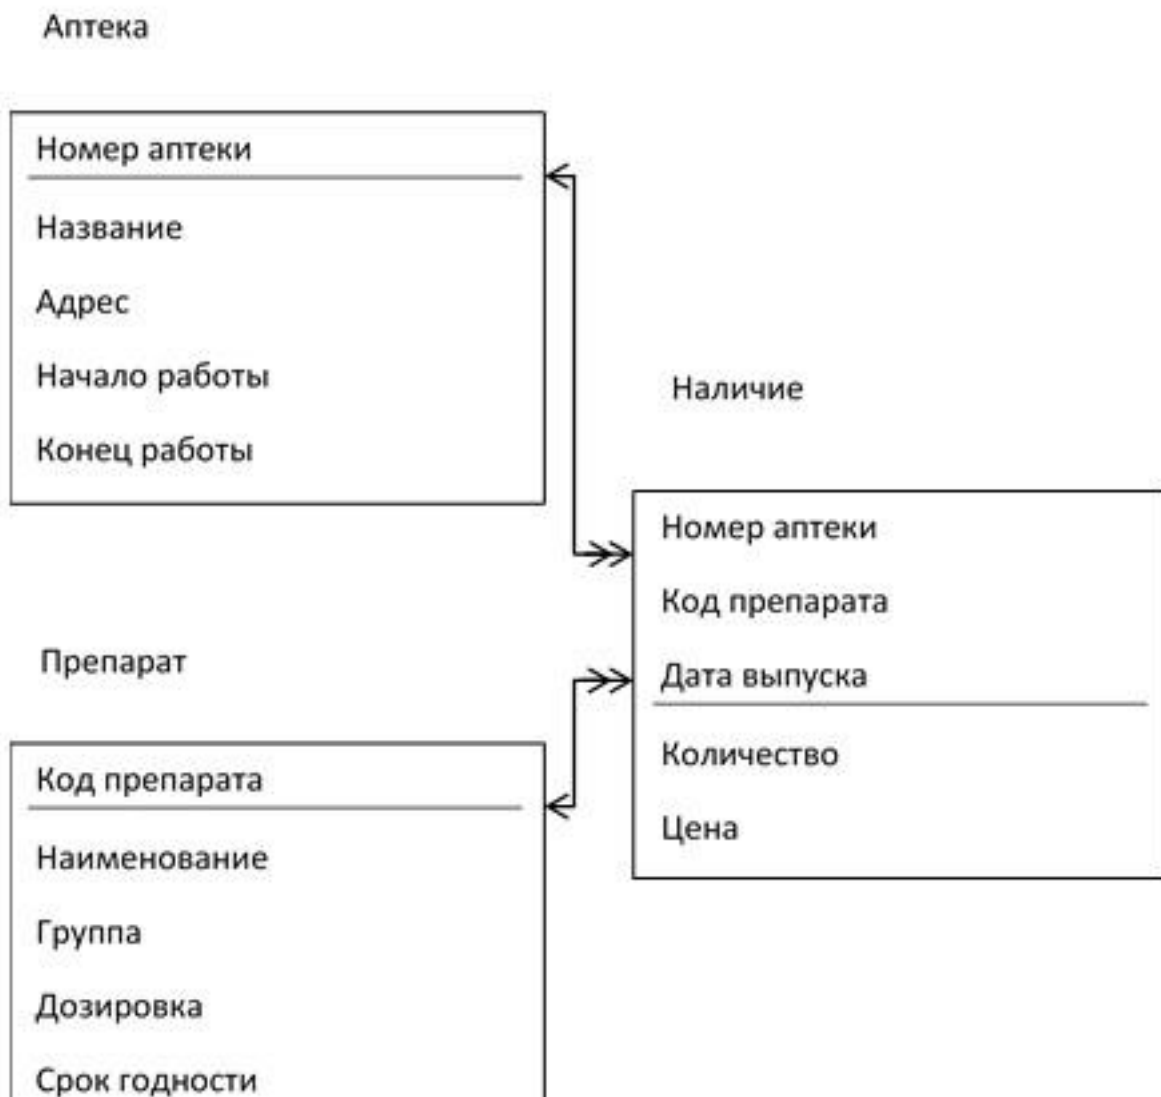 Аптека
Номер аптеки
Название
Адрес
Начало работы
Конец работы
Наличие
Номер аптеки
Код препарата
Дата выпуска
Количество
Цена
Препарат
Код препарата
Наименование
Группа
Дозировка
Срок годности